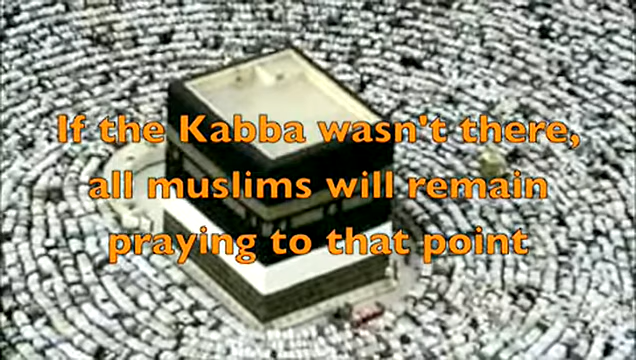 If the Kabba wasn't there,
all muslims will remain
praying to that point